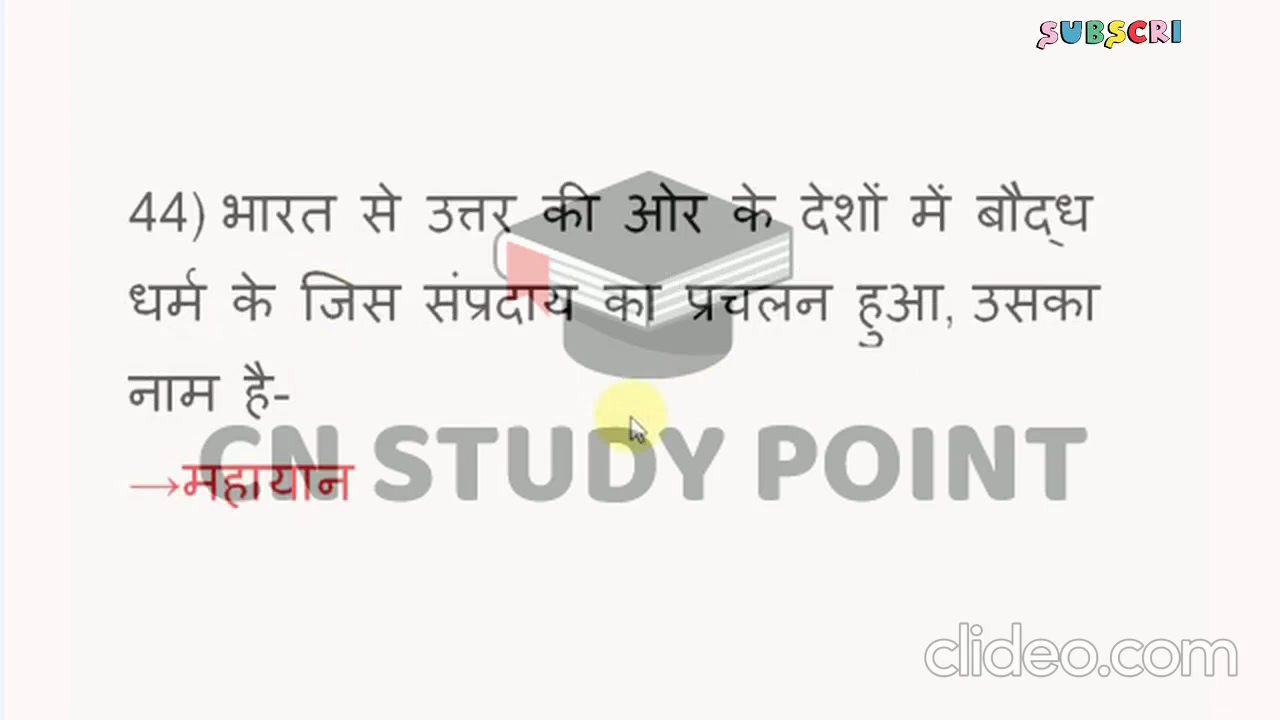 SUBSCRI
44) भारत से उत्तर की ओर के देशों में बौद्ध
धर्म के जिस संप्रदाय का प्रचलन हुआ, उसका
नाम है-
→महायान
CN STUDY POINT
clideo.com